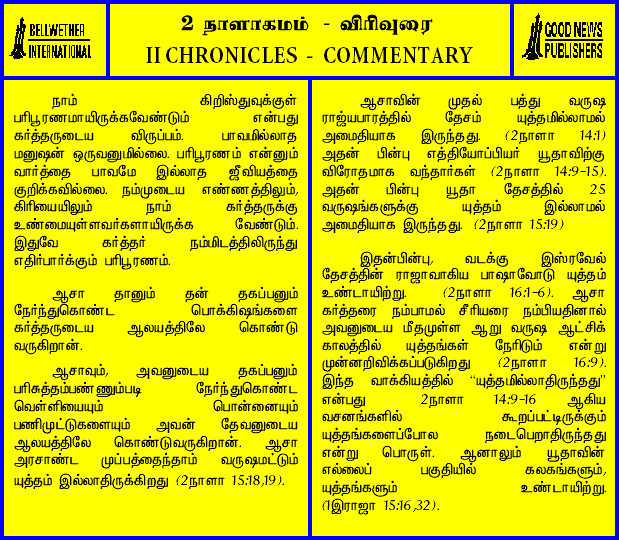 BELLWETHER
INTERNATIONAL
2 நாளாகமம் - விரிவுரை
II CHRONICLES - COMMENTARY
GOOD NEWS
PUBLISHERS
நாம் கிறிஸ்துவுக்குள்
பரிபூரணமாயிருக்கவேண்டும் என்பது
கர்த்தருடைய விருப்பம். பாவமில்லாத
மனுஷன் ஒருவனுமில்லை. பரிபூரணம் என்னும்
வார்த்தை பாவமே இல்லாத ஜீவியத்தை
குறிக்கவில்லை. நம்முடைய எண்ணத்திலும்,
கிரியையிலும் நாம் கர்த்தருக்கு
உண்மையுள்ளவர்களாயிருக்க வேண்டும்.
இதுவே கர்த்தர் நம்மிடத்திலிருந்து
எதிர்பார்க்கும் பரிபூரணம்.
ஆசா தானும் தன் தகப்பனும்
நேர்ந்துகொண்ட பொக்கிஷங்களை
கர்த்தருடைய ஆலயத்திலே கொண்டு
வருகிறான்.
ஆசாவும், அவனுடைய தகப்பனும்
பரிசுத்தம்பண்ணும்படி நேர்ந்துகொண்ட
வெள்ளியையும் பொன்னையும்
பணிமுட்டுகளையும் அவன் தேவனுடைய
ஆலயத்திலே கொண்டுவருகிறான். ஆசா
அரசாண்ட முப்பத்தைந்தாம் வருஷமட்டும்
யுத்தம் இல்லாதிருக்கிறது (2நாளா 15:18,19).
ஆசாவின் முதல் பத்து வருஷ
ராஜ்யபாரத்தில் தேசம் யுத்தமில்லாமல்
அமைதியாக இருந்தது. (2நாளா 14:1)
அதன் பின்பு எத்தியோப்பியர் யூதாவிற்கு
விரோதமாக வந்தார்கள் (2நாளா 14:9-15).
அதன் பின்பு யூதா தேசத்தில் 25
வருஷங்களுக்கு யுத்தம் இல்லாமல்
அமைதியாக இருந்தது. (2நாளா 15:19)
இதன்பின்பு, வடக்கு இஸ்ரவேல்
தேசத்தின் ராஜாவாகிய பாஷாவோடு யுத்தம்
உண்டாயிற்று. (2நாளா 16:1-6). ஆசா
கர்த்தரை நம்பாமல் சீரியரை நம்பியதினால்
அவனுடைய மீதமுள்ள ஆறு வருஷ ஆட்சிக்
காலத்தில் யுத்தங்கள் நேரிடும் என்று
முன்னறிவிக்கப்படுகிறது (2நாளா 16:9).
இந்த வாக்கியத்தில் "யுத்தமில்லாதிருந்தது"
என்பது 2நாளா 14:9-16 ஆகிய
வசனங்களில் கூறப்பட்டிருக்கும்
யுத்தங்களைப்போல நடைபெறாதிருந்தது
என்று பொருள். ஆனாலும் யூதாவின்
எல்லைப் பகுதியில் கலகங்களும்,
யுத்தங்களும் உண்டாயிற்று.
(1இராஜா 15:16,32).